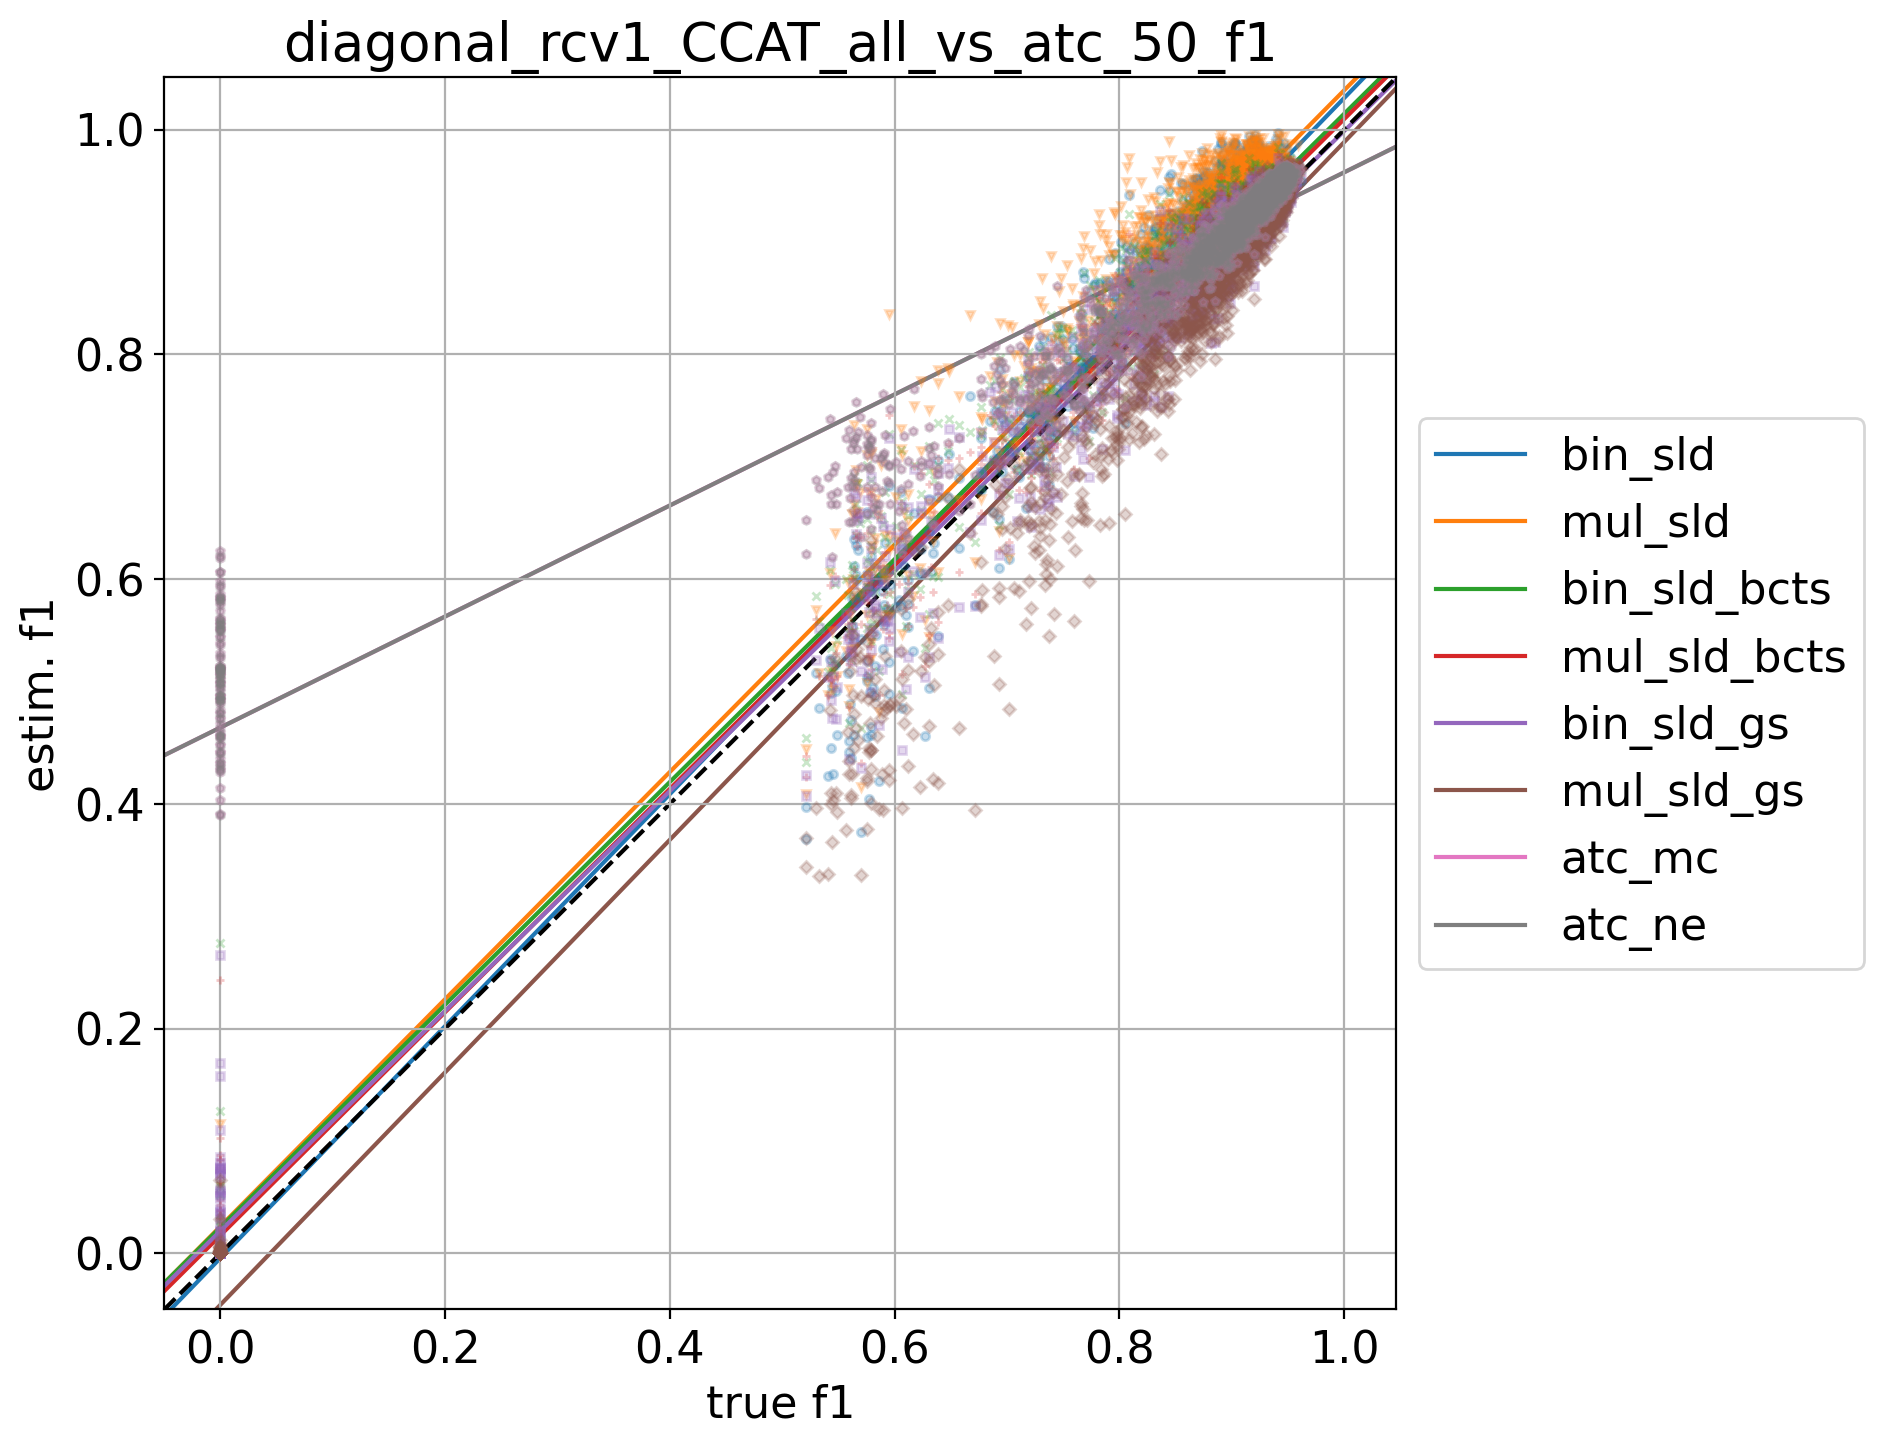 diagonal_rcv1_CCAT_all_vs_atc_50_f1
1.0
0.8
0.6
0.4
0.2
0.0
estim. f1
0.0 0.2 0.4 0.6 0.8 1.0
true f1
bin_sld
mul_sld
bin_sld_bcts
mul_sld_bcts
bin_sld_gs
mul_sld_gs
atc_mc
atc_ne